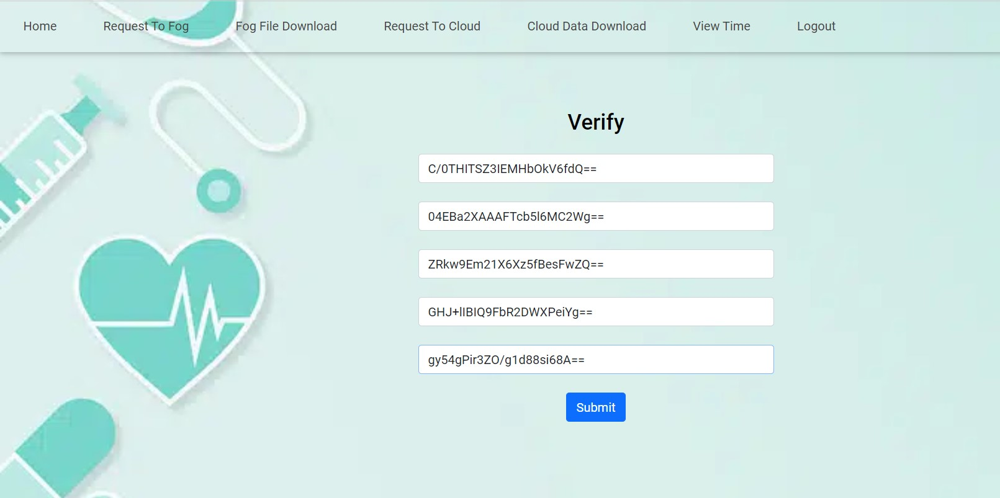 Home Request To Fog Fog File Download Request To Cloud Cloud Data Download View Time Logout
Verify
C/0THITSZ3IEMHbOkV6fdQ==
04EBa2XAAAFTcb5l6MC2Wg==
ZRkw9Em21X6Xz5fBesFwZQ==
GHJ+lIBIQ9FbR2DWXPeiYg==
gy54gPir3ZO/g1d88si68A==
Submit